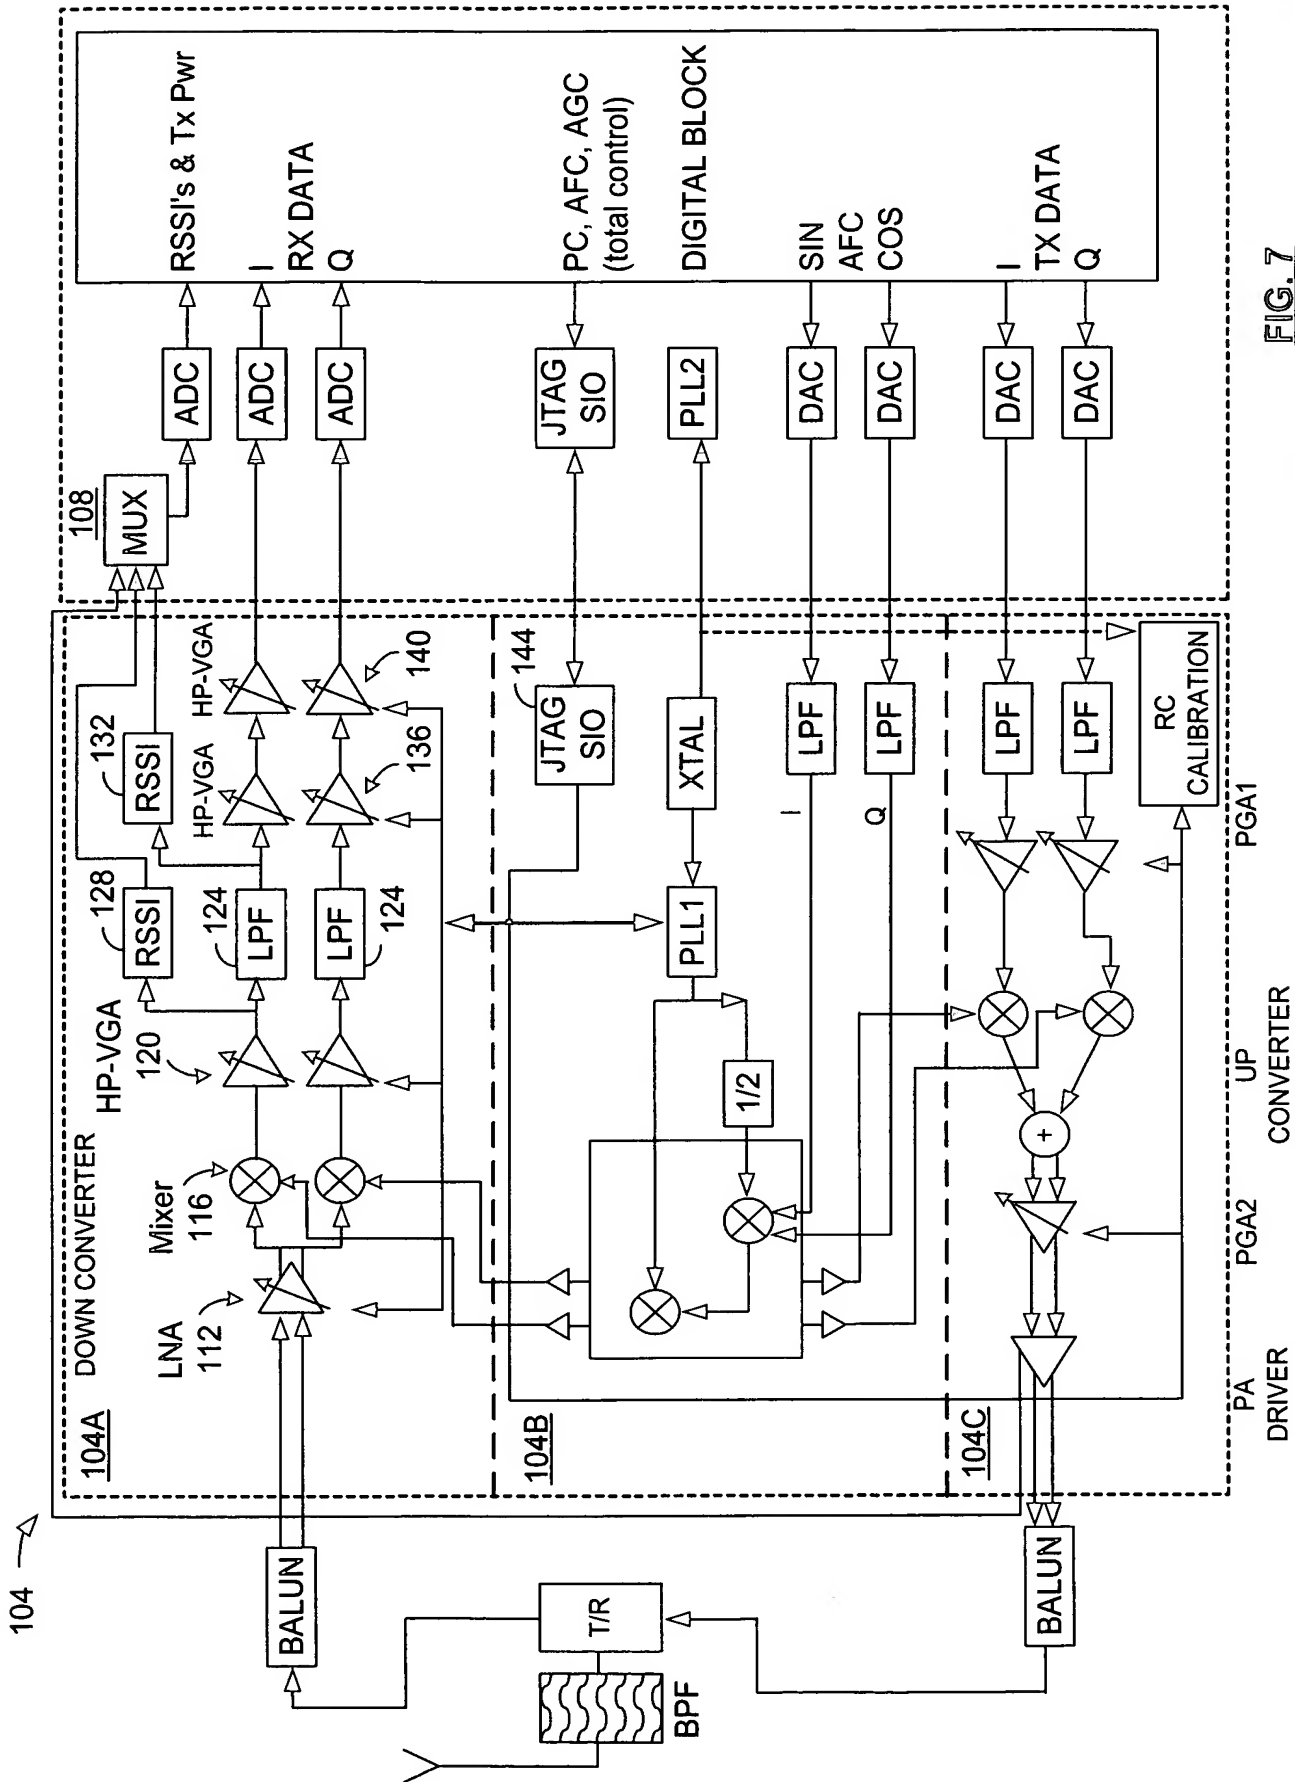 104
104A
DOWN CONVERTER
LNA
112
Mixer
116
HP-VGA
120
RSSI
128
LPF
124
LPF
124
RSSI
132
HP-VGA
HP-VGA
136
140
108
MUX
ADC
ADC
ADC
RSSI's & Tx Pwr
I
RX DATA
Q
BALUN
T/R
BPF
104B
1/2
PLL1
XTAL
JTAG
SIO
144
JTAG
SIO
PC, AFC, AGC
(total control)
PLL2
DIGITAL BLOCK
I
LPF
DAC
SIN
AFC
Q
LPF
DAC
COS
104C
+
LPF
DAC
I
TX DATA
LPF
DAC
Q
RC
CALIBRATION
BALUN
PA
DRIVER
PGA2
UP
CONVERTER
PGA1
FIG. 7